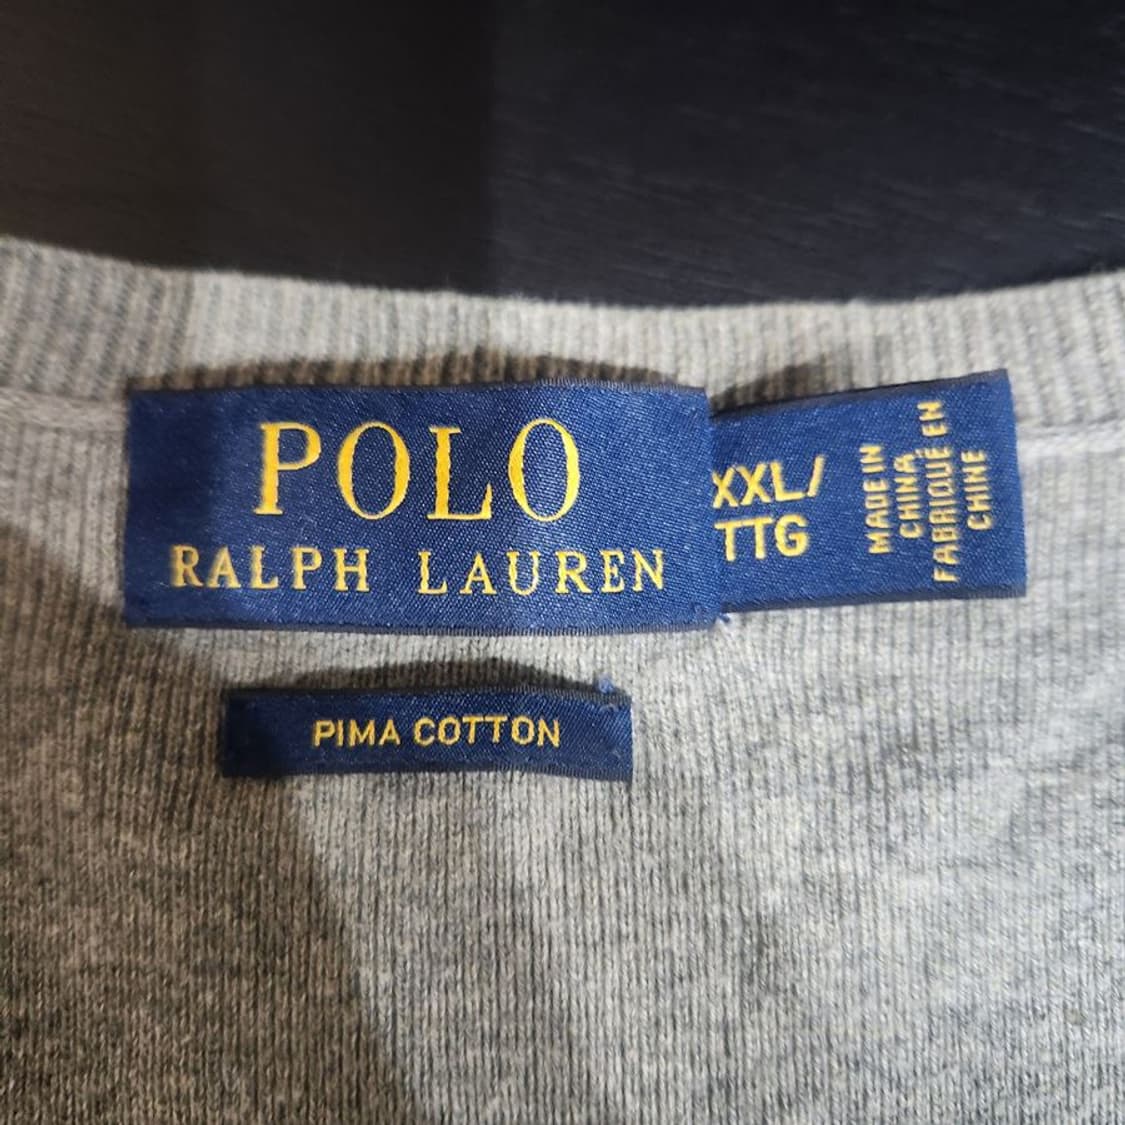 POLO
RALPH LAUREN
XXL/
TTG
MADE IN
CHINA
FABRIQUÉ EN
CHINE
PIMA COTTON